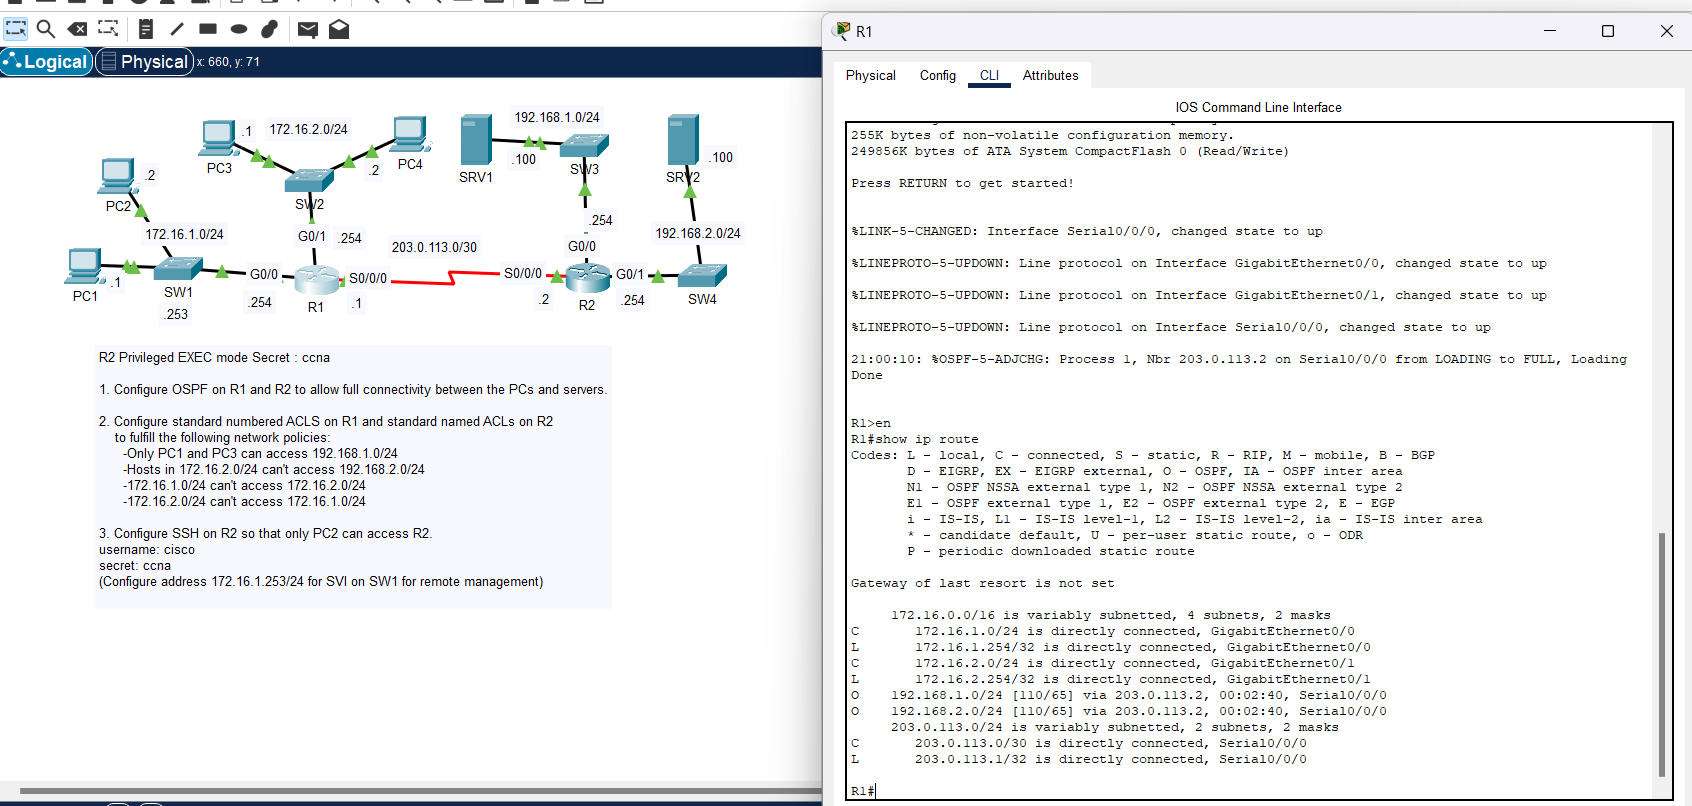 Logical
Physical
x: 660, y: 71
PC3
.1
172.16.2.0/24
PC4
.2
SW2
PC2
.2
172.16.1.0/24
PC1
.1
SW1
.253
G0/0
.254
G0/1
.254
R1
S0/0/0
.1
203.0.113.0/30
SRV1
.100
192.168.1.0/24
SW3
.254
G0/0
S0/0/0
.2
R2
G0/1
.254
SW4
192.168.2.0/24
SRV2
.100
R2 Privileged EXEC mode Secret : ccna
1. Configure OSPF on R1 and R2 to allow full connectivity between the PCs and servers.
2. Configure standard numbered ACLS on R1 and standard named ACLs on R2
to fulfill the following network policies:
-Only PC1 and PC3 can access 192.168.1.0/24
-Hosts in 172.16.2.0/24 can't access 192.168.2.0/24
-172.16.1.0/24 can't access 172.16.2.0/24
-172.16.2.0/24 can't access 172.16.1.0/24
3. Configure SSH on R2 so that only PC2 can access R2.
username: cisco
secret: ccna
(Configure address 172.16.1.253/24 for SVI on SW1 for remote management)
R1
Physical Config CLI Attributes
IOS Command Line Interface
255K bytes of non-volatile configuration memory.
249856K bytes of ATA System CompactFlash 0 (Read/Write)
Press RETURN to get started!
%LINK-5-CHANGED: Interface Serial0/0/0, changed state to up
%LINEPROTO-5-UPDOWN: Line protocol on Interface GigabitEthernet0/0, changed state to up
%LINEPROTO-5-UPDOWN: Line protocol on Interface GigabitEthernet0/1, changed state to up
%LINEPROTO-5-UPDOWN: Line protocol on Interface Serial0/0/0, changed state to up
21:00:10: %OSPF-5-ADJCHG: Process 1, Nbr 203.0.113.2 on Serial0/0/0 from LOADING to FULL, Loading
Done
R1>en
R1#show ip route
Codes: L - local, C - connected, S - static, R - RIP, M - mobile, B - BGP
D - EIGRP, EX - EIGRP external, O - OSPF, IA - OSPF inter area
N1 - OSPF NSSA external type 1, N2 - OSPF NSSA external type 2
E1 - OSPF external type 1, E2 - OSPF external type 2, E - EGP
i - IS-IS, L1 - IS-IS level-1, L2 - IS-IS level-2, ia - IS-IS inter area
* - candidate default, U - per-user static route, o - ODR
P - periodic downloaded static route
Gateway of last resort is not set
172.16.0.0/16 is variably subnetted, 4 subnets, 2 masks
C 172.16.1.0/24 is directly connected, GigabitEthernet0/0
L 172.16.1.254/32 is directly connected, GigabitEthernet0/0
C 172.16.2.0/24 is directly connected, GigabitEthernet0/1
L 172.16.2.254/32 is directly connected, GigabitEthernet0/1
O 192.168.1.0/24 [110/65] via 203.0.113.2, 00:02:40, Serial0/0/0
O 192.168.2.0/24 [110/65] via 203.0.113.2, 00:02:40, Serial0/0/0
203.0.113.0/24 is variably subnetted, 2 subnets, 2 masks
C 203.0.113.0/30 is directly connected, Serial0/0/0
L 203.0.113.1/32 is directly connected, Serial0/0/0
R1#